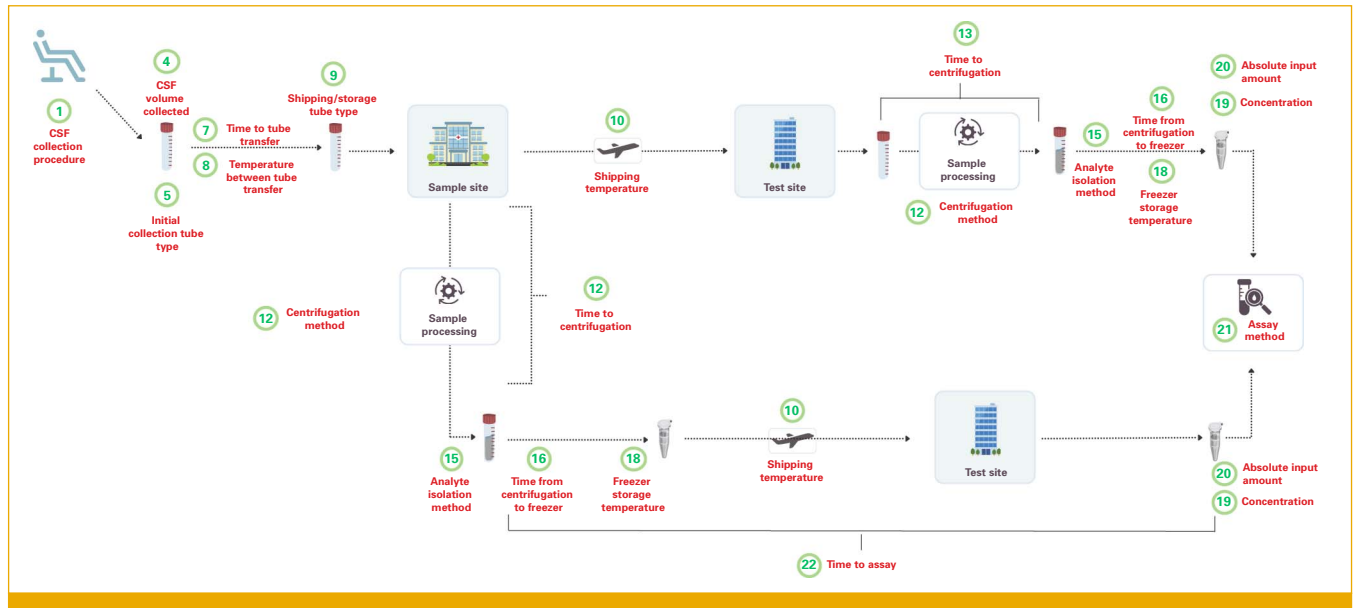 1
CSF
collection
procedure
4
CSF
volume
collected
7
Time to tube
transfer
8
Temperature
between tube
transfer
5
Initial
collection tube
type
9
Shipping/storage
tube type
Sample site
10
Shipping
temperature
Test site
13
Time to
centrifugation
Sample
processing
12
Centrifugation
method
15
Analyte
isolation
method
16
Time from
centrifugation
to freezer
18
Freezer
storage
temperature
20
Absolute input
amount
19
Concentration
12
Centrifugation
method
Sample
processing
12
Time to
centrifugation
21
Assay
method
15
Analyte
isolation
method
16
Time from
centrifugation
to freezer
18
Freezer
storage
temperature
10
Shipping
temperature
Test site
20
Absolute input
amount
19
Concentration
22
Time to assay